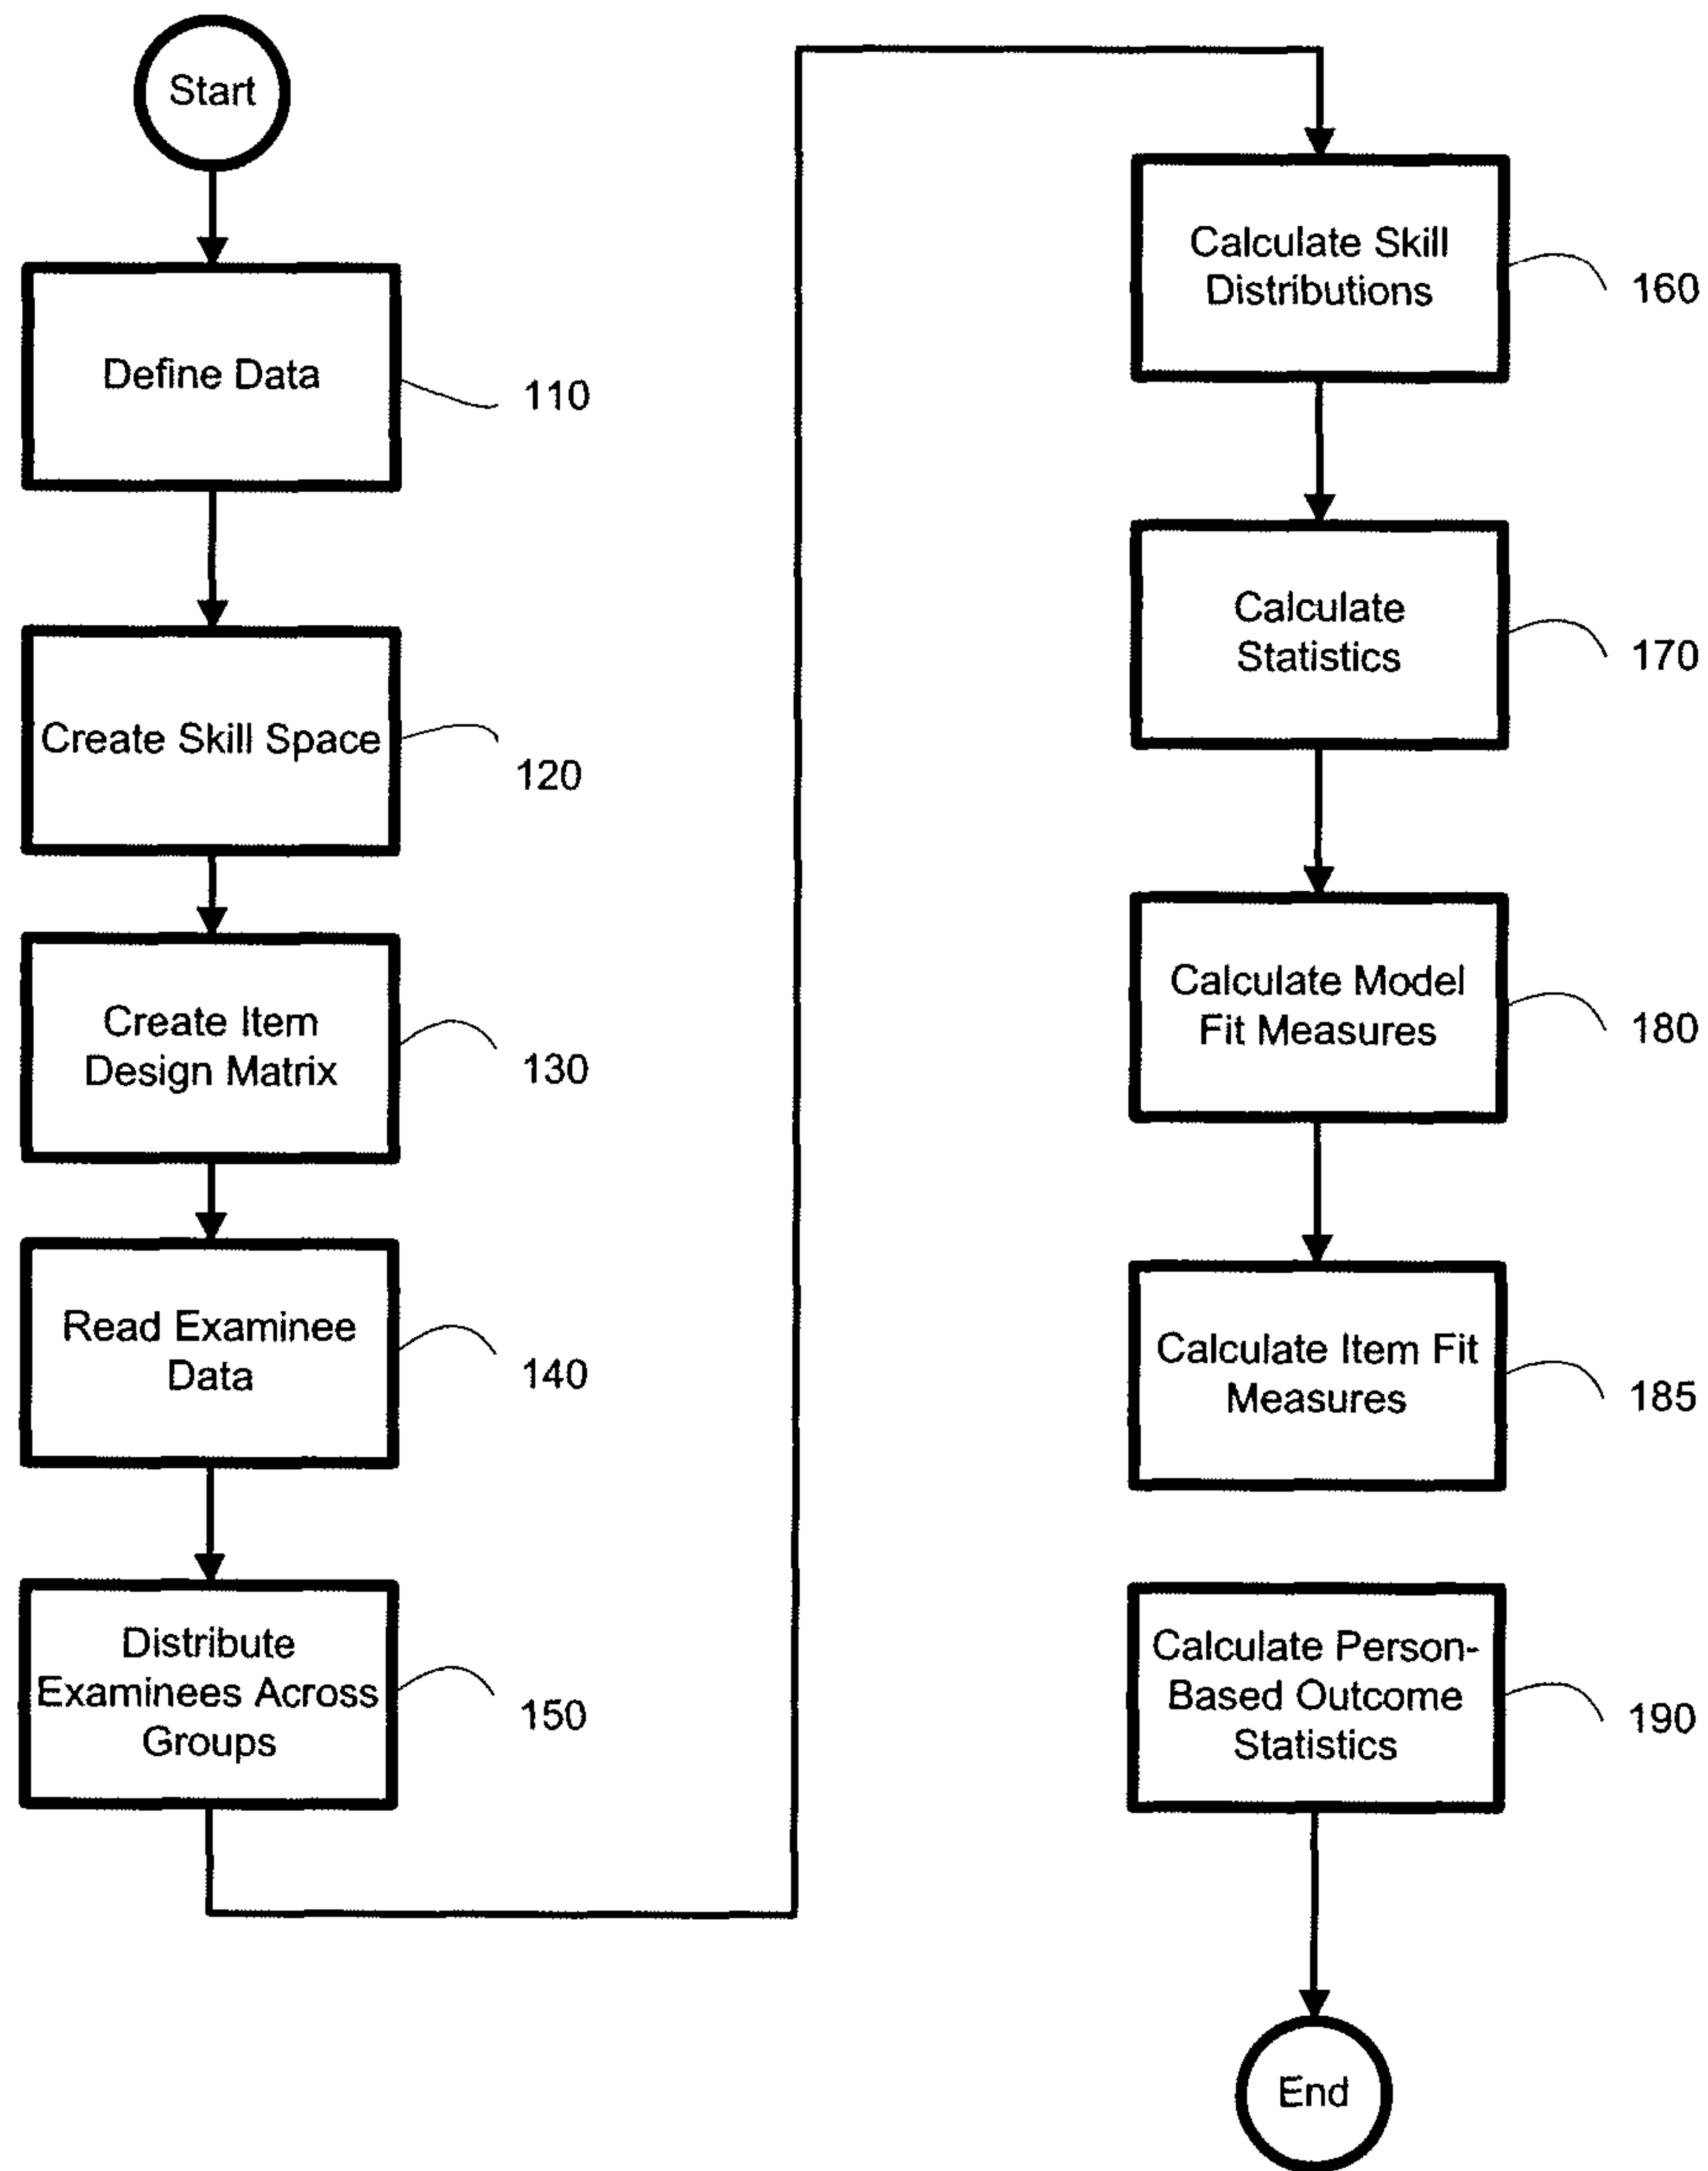 Start
Define Data
110
Create Skill Space
120
Create Item
Design Matrix
130
Read Examinee
Data
140
Distribute
Examinees Across
Groups
150
Calculate Skill
Distributions
160
Calculate
Statistics
170
Calculate Model
Fit Measures
180
Calculate Item Fit
Measures
185
Calculate Person-
Based Outcome
Statistics
190
End